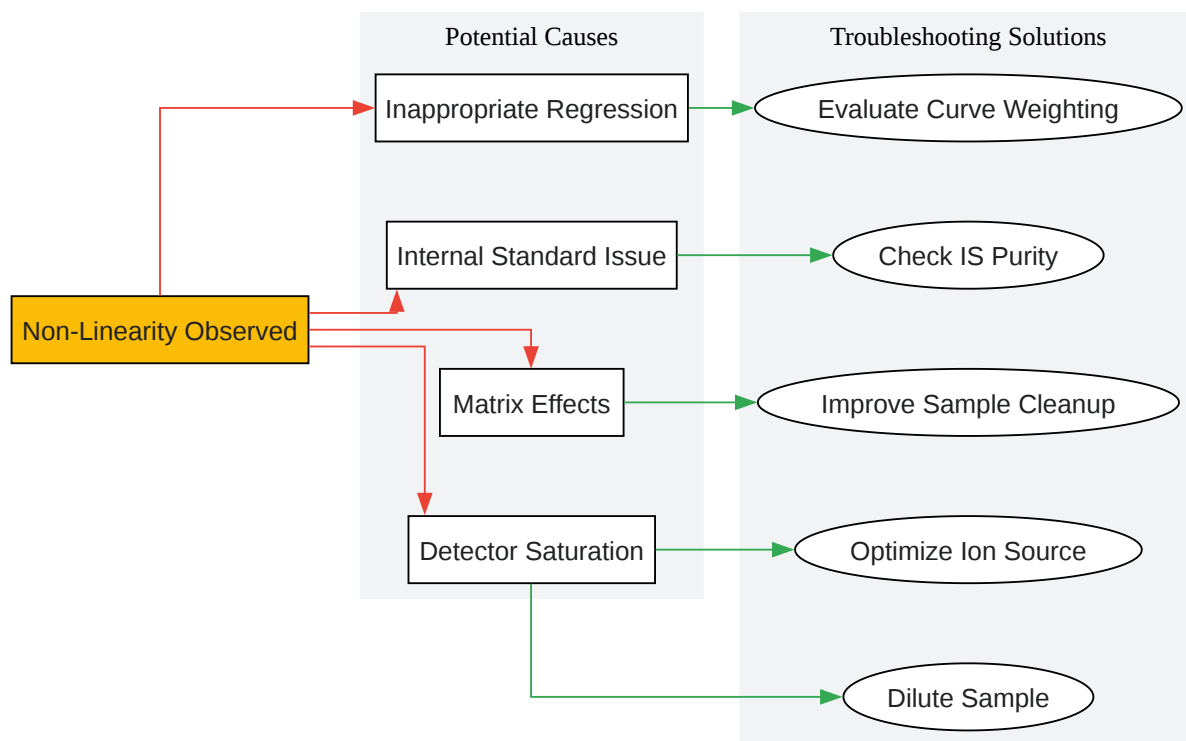 Potential Causes
Troubleshooting Solutions
Inappropriate Regression
Evaluate Curve Weighting
Internal Standard Issue
Check IS Purity
Non-Linearity Observed
Matrix Effects
Improve Sample Cleanup
Detector Saturation
Optimize Ion Source
Dilute Sample